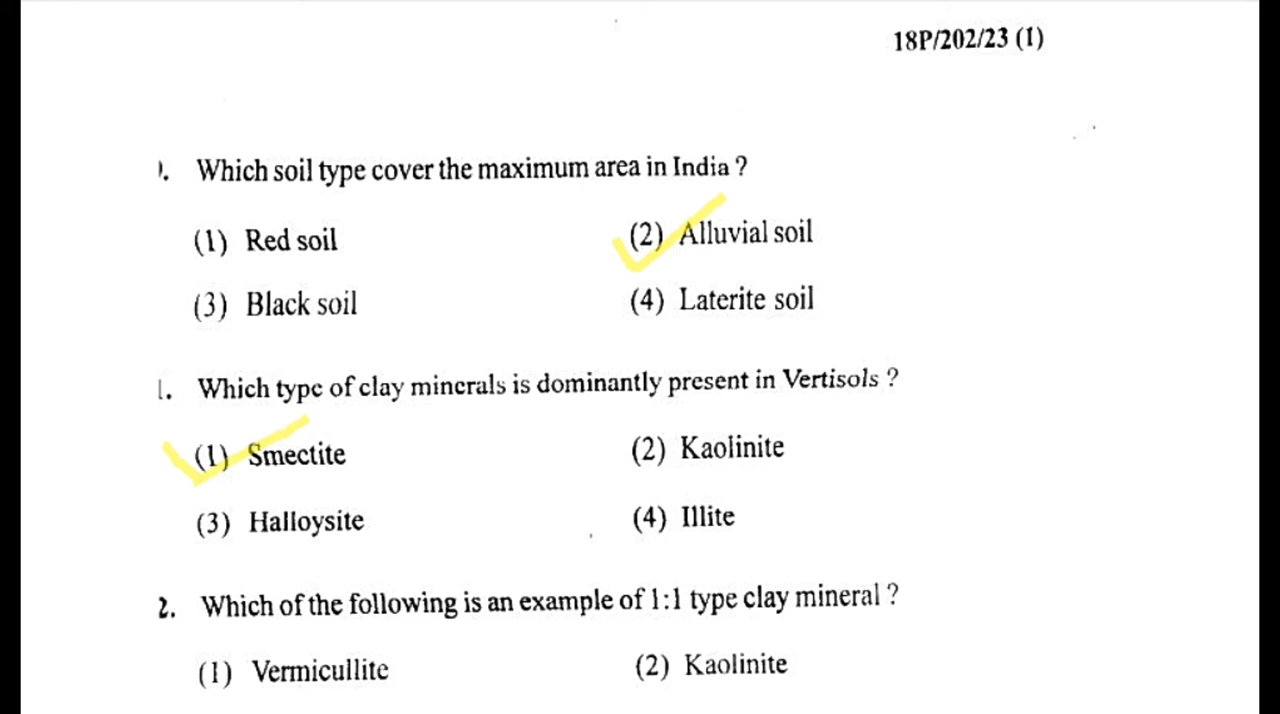 18P/202/23 (1)
). Which soil type cover the maximum area in India ?
(1) Red soil (2) Alluvial soil
(3) Black soil (4) Laterite soil
1. Which type of clay minerals is dominantly present in Vertisols ?
(1) Smectite (2) Kaolinite
(3) Halloysite (4) Illite
2. Which of the following is an example of 1:1 type clay mineral ?
(1) Vermicullite (2) Kaolinite